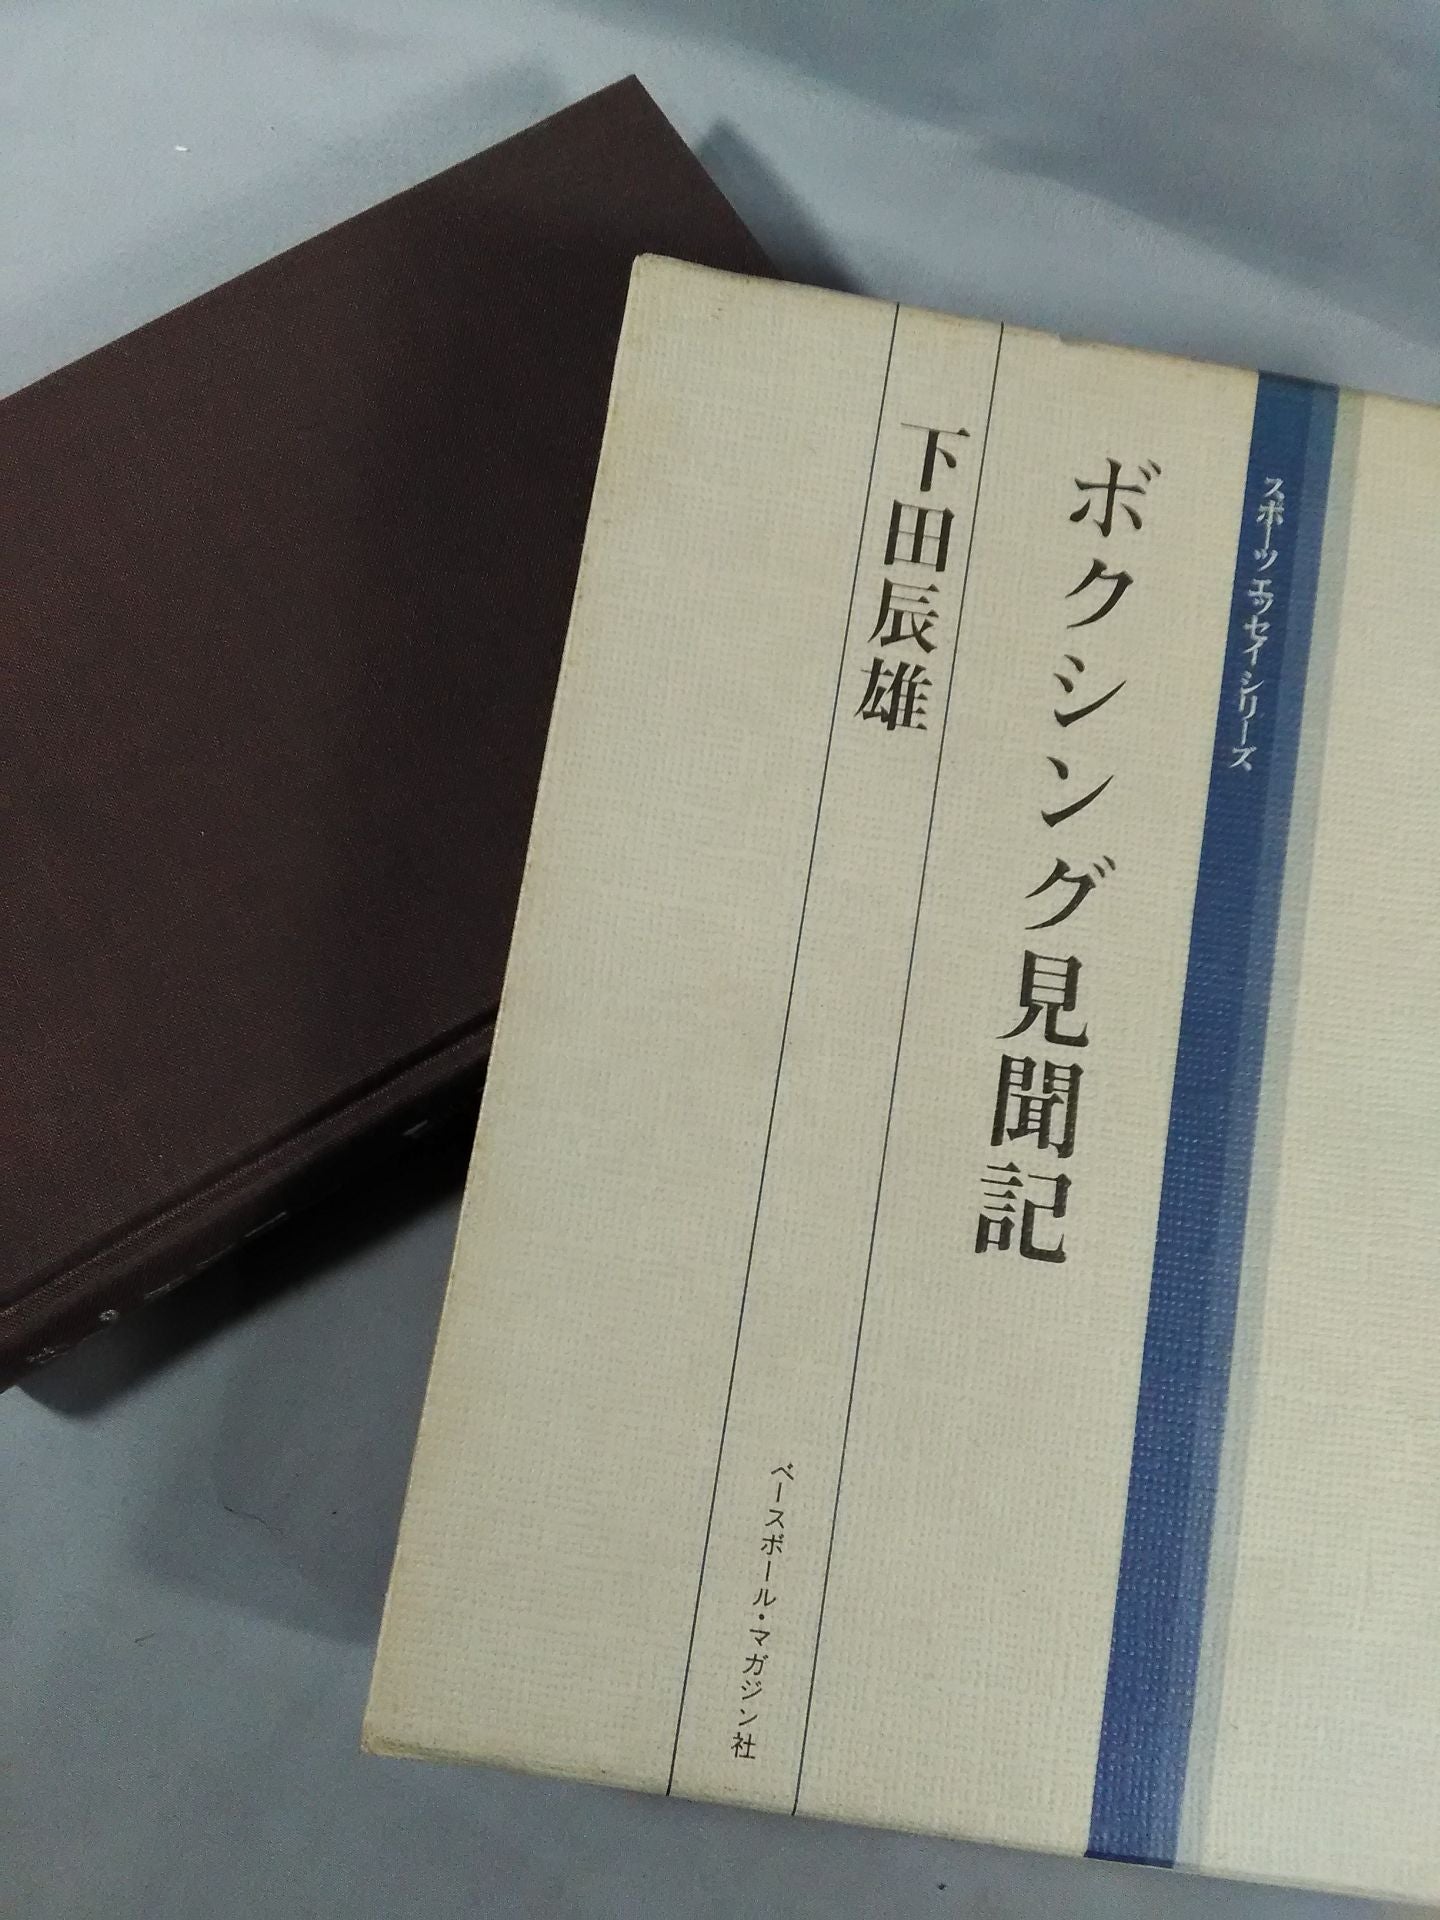 スポーツ エッセイ シリーズ
ボクシング見聞記
下田辰雄
ベースボール・マガジン社